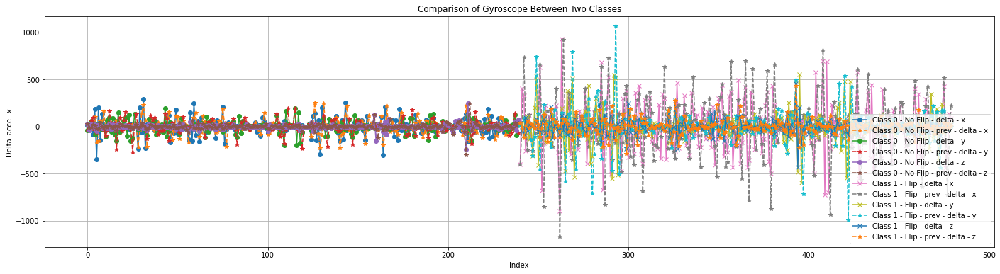 Comparison of Gyroscope Between Two Classes
Delta_accel_x
1000
500
0
−500
−1000
Class 0 - No Flip - delta - x
Class 0 - No Flip - prev - delta - x
Class 0 - No Flip - delta - y
Class 0 - No Flip - prev - delta - y
Class 0 - No Flip - delta - z
Class 0 - No Flip - prev - delta - z
Class 1 - Flip - delta - x
Class 1 - Flip - prev - delta - x
Class 1 - Flip - delta - y
Class 1 - Flip - prev - delta - y
Class 1 - Flip - delta - z
Class 1 - Flip - prev - delta - z
0 100 200 300 400 500
Index